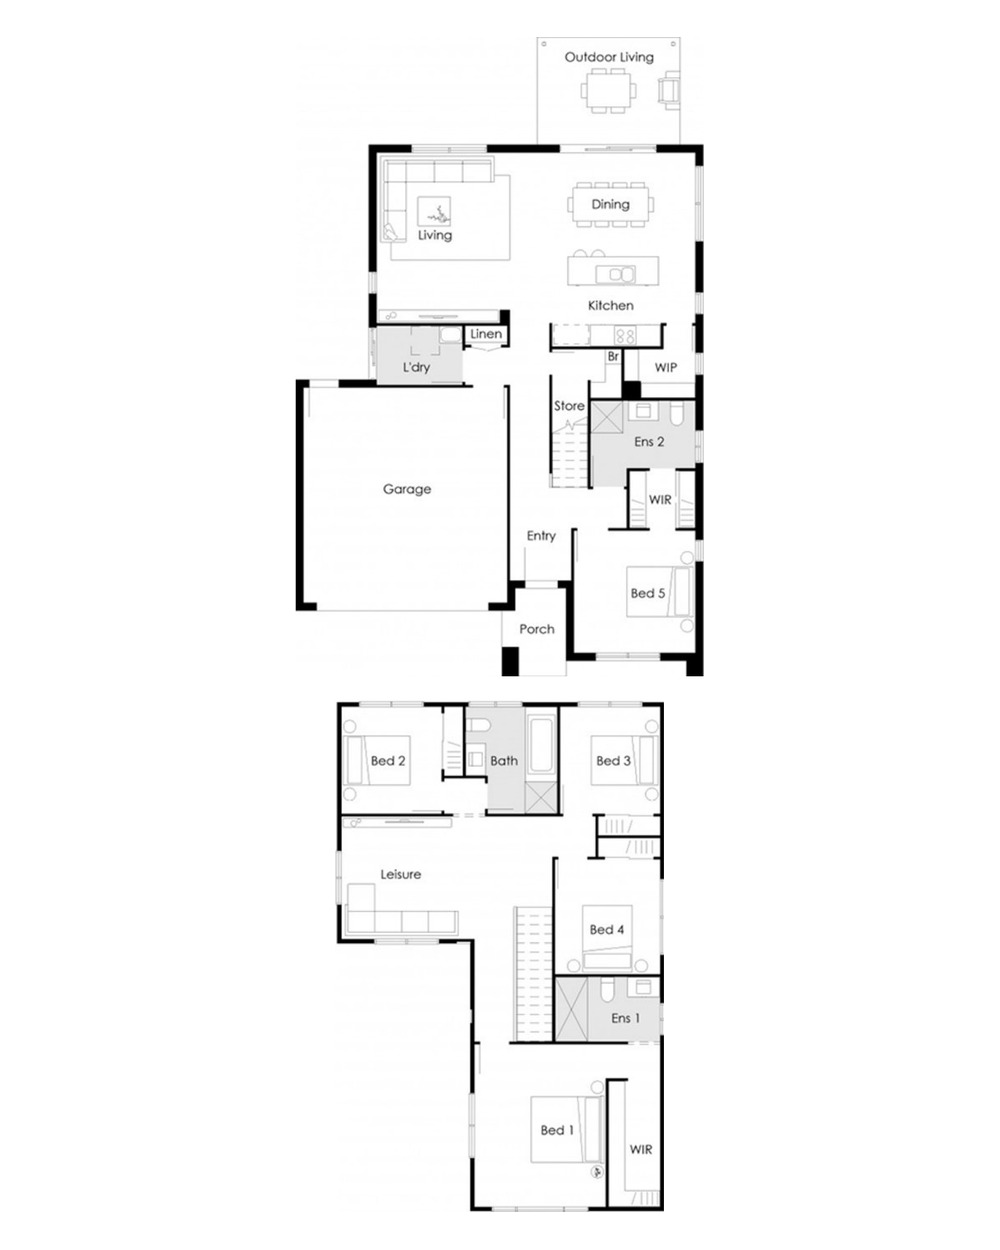 Outdoor Living
Dining
Living
Kitchen
Linen
Br
L'dry
WIP
Store
Ens 2
Garage
WIR
Entry
Bed 5
Porch
Bed 2
Bath
Bed 3
Leisure
Bed 4
Ens 1
Bed 1
WIR